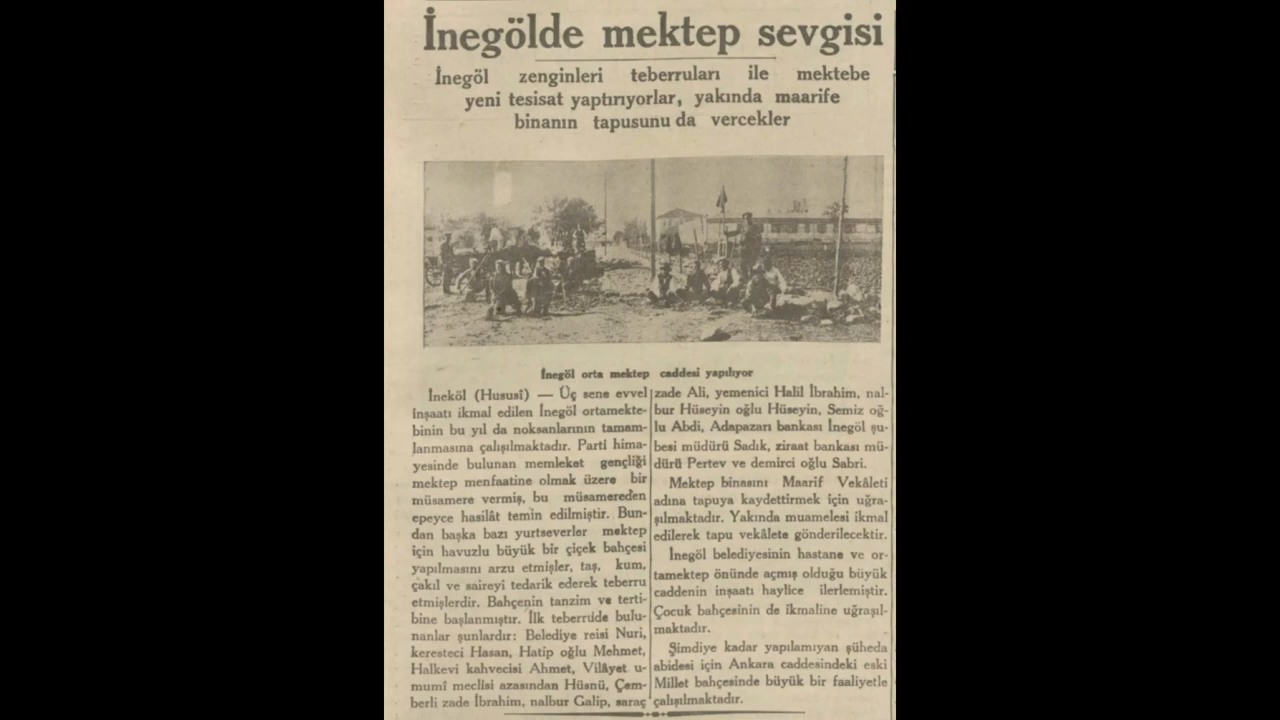 İnegölde mektep sevgisi
İnegöl zenginleri teberruları ile mektebe
yeni tesisat yaptırıyorlar, yakında maarife
binanın tapusunu da vercekler
İnegöl orta mektep caddesi yapılıyor
İneköl (Hususî) — Üç sene evvel
inşaatı ikmal edilen İnegöl ortamekte-
binin bu yıl da noksanlarının tamam-
lanmasına çalışılmaktadır. Parti hima-
yesinde bulunan memleket gençliği
mektep menfaatine olmak üzere bir
müsamere vermiş, bu müsamereden
epeyce hasilât temin edilmiştir. Bun-
dan başka bazı yurtseverler mektep
için havuzlu büyük bir çiçek bahçesi
yapılmasını arzu etmişler, taş, kum,
çakıl ve saireyi tedarik ederek teberru
etmişlerdir. Bahçenin tanzim ve terti-
bine başlanmıştır. İlk teberrüde bulu-
nanlar şunlardır: Belediye reisi Nuri,
keresteci Hasan, Hatip oğlu Mehmet,
Halkevi kahvecisi Ahmet, Vilâyet u-
mumî meclisi azasından Hüsnü, Çem-
berli zade İbrahim, nalbur Galip, saraç
zade Ali, yemenici Halil İbrahim, nal-
bur Hüseyin oğlu Hüseyin, Semiz oğ-
lu Abdi, Adapazarı bankası İnegöl şu-
besi müdürü Sadık, ziraat bankası mü-
dürü Pertev ve demirci oğlu Sabri.
Mektep binasını Maarif Vekâleti
adına tapuya kaydettirmek için uğra-
şılmaktadır. Yakında muamelesi ikmal
edilerek tapu vekâlete gönderilecektir.
İnegöl belediyesinin hastane ve or-
tamektep önünde açmış olduğu büyük
caddenin inşaatı haylice ilerlemiştir.
Çocuk bahçesinin de ikmaline uğraşıl-
maktadır.
Şimdiye kadar yapılamıyan şüheda
abidesi için Ankara caddesindeki eski
Millet bahçesinde büyük bir faaliyetle
çalışılmaktadır.